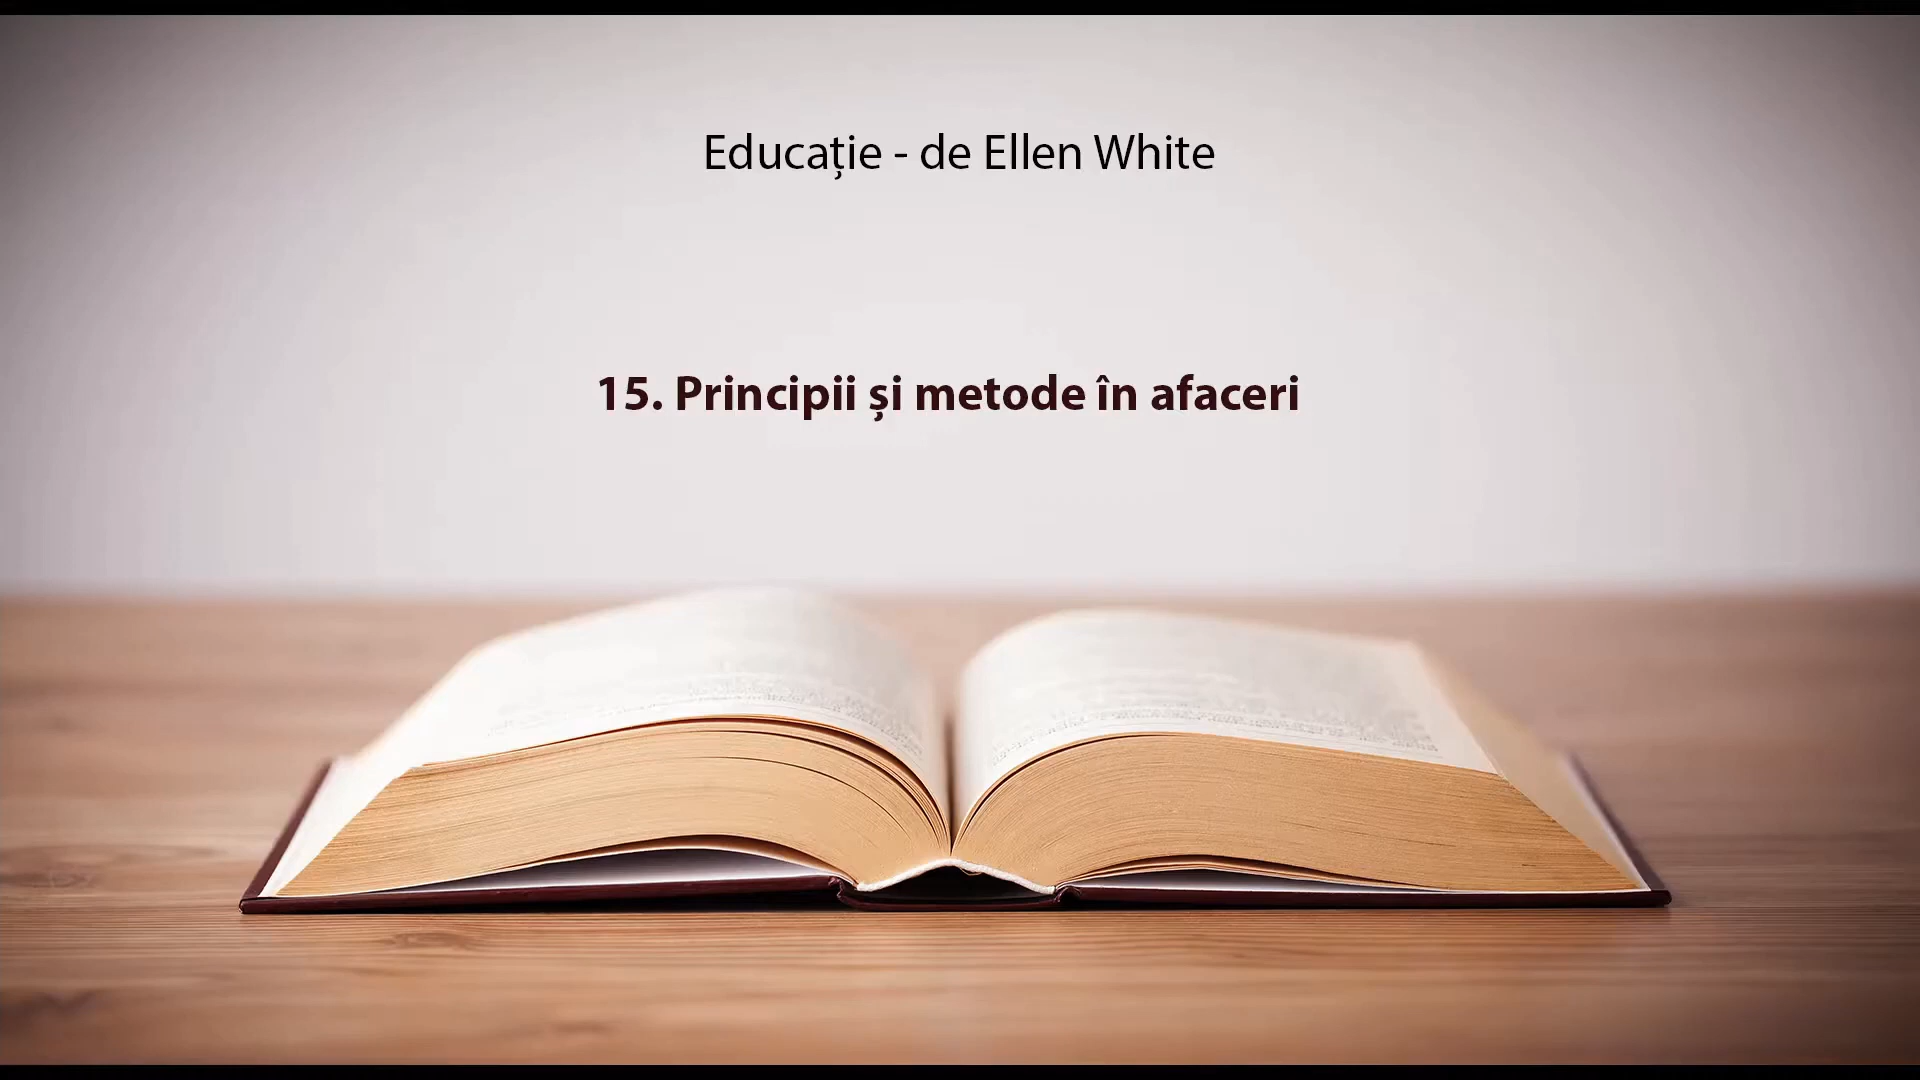 Educație - de Ellen White
15. Principii și metode în afaceri